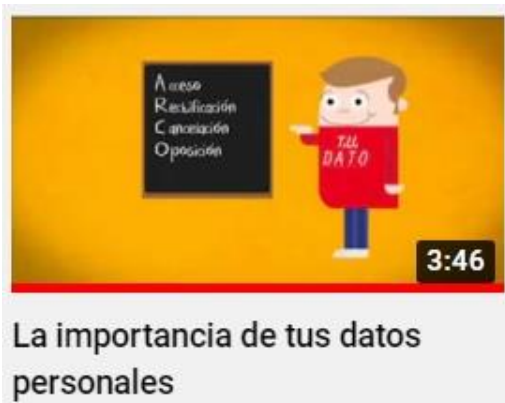 Acceso
Rectificación
Cancelación
Oposición
TU
DATO
3:46
La importancia de tus datos
personales